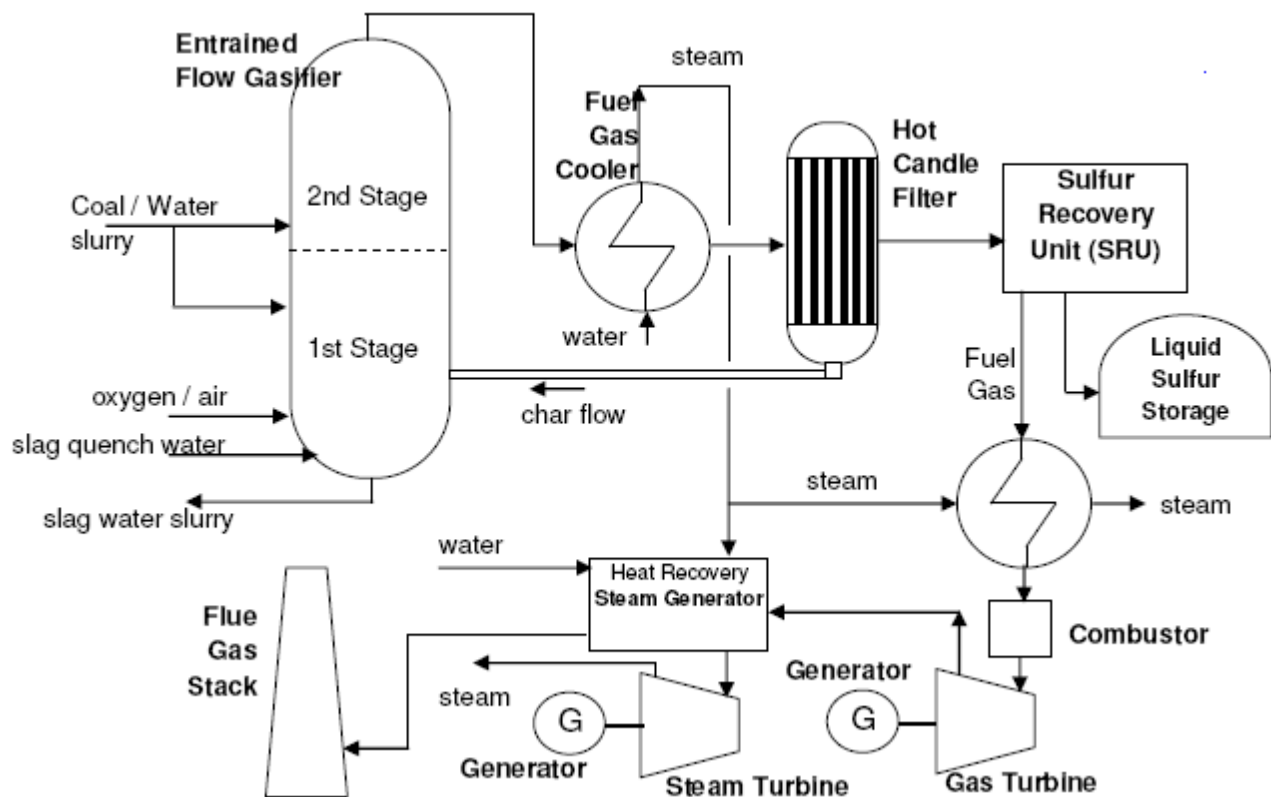 Entrained
Flow Gasifier
steam
Fuel
Gas
Cooler
Hot
Candle
Filter
Sulfur
Recovery
Unit (SRU)
2nd Stage
Coal / Water
slurry
1st Stage
water
Fuel
Gas
Liquid
Sulfur
Storage
oxygen / air
char flow
slag quench water
slag water slurry
steam
steam
water
Heat Recovery
Steam Generator
Flue
Gas
Stack
Combustor
steam
Generator
G
G
Generator
Steam Turbine
Gas Turbine